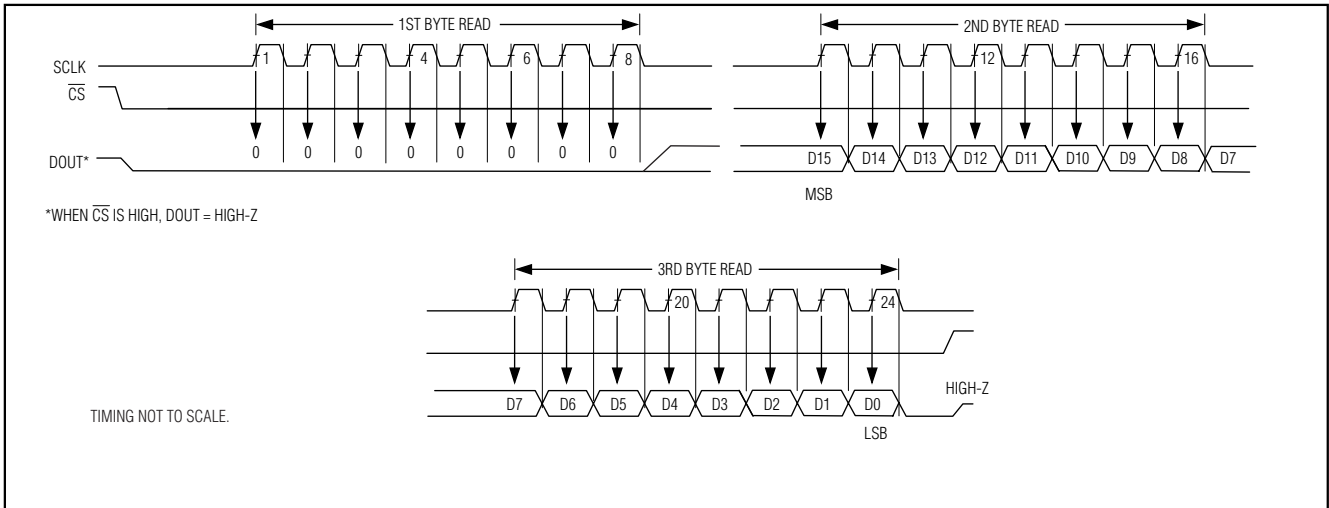 1ST BYTE READ
2ND BYTE READ
SCLK 1 4 6 8 12 16
CS
0 0 0 0 0 0 0 0
DOUT* D15 D14 D13 D12 D11 D10 D9 D8 D7
MSB
*WHEN CS IS HIGH, DOUT = HIGH-Z
3RD BYTE READ
20 24
HIGH-Z
D7 D6 D5 D4 D3 D2 D1 D0
TIMING NOT TO SCALE.
LSB